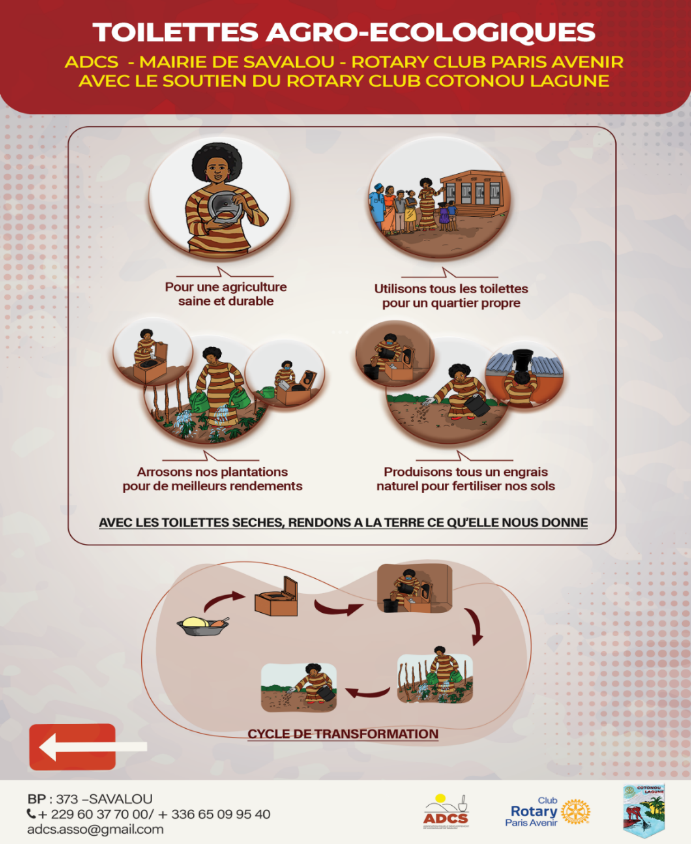 TOILETTES AGRO-ECOLOGIQUES
ADCS - MAIRIE DE SAVALOU - ROTARY CLUB PARIS AVENIR
AVEC LE SOUTIEN DU ROTARY CLUB COTONOU LAGUNE
Pour une agriculture
saine et durable
Utilisons tous les toilettes
pour un quartier propre
Arrosons nos plantations
pour de meilleurs rendements
Produisons tous un engrais
naturel pour fertiliser nos sols
AVEC LES TOILETTES SECHES, RENDONS A LA TERRE CE QU'ELLE NOUS DONNE
CYCLE DE TRANSFORMATION
BP : 373 –SAVALOU
+ 229 60 37 70 00/ + 336 65 09 95 40
adcs.asso@gmail.com
ADCS
Club
Rotary
Paris Avenir
COTONOU
LAGUNE